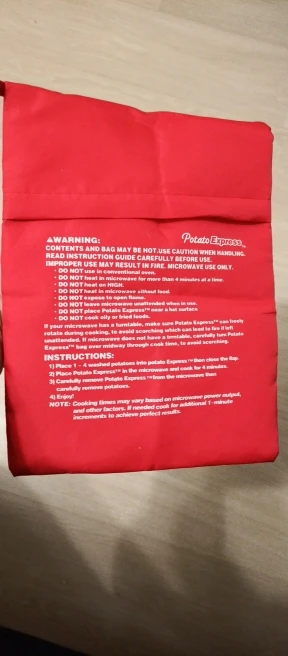 ▲WARNING:
Potato Express™
CONTENTS AND BAG MAY BE HOT.USE CAUTION WHEN HANDLING.
READ INSTRUCTION GUIDE CAREFULLY BEFORE USE.
IMPROPER USE MAY RESULT IN FIRE. MICROWAVE USE ONLY.
· DO NOT use in conventional oven.
· DO NOT heat in microwave for more than 4 minutes at a time.
· DO NOT heat on HIGH.
· DO NOT heat in microwave without food.
· DO NOT expose to open flame.
· DO NOT leave microwave unattended when in use.
· DO NOT place Potato Express™ near a hot surface.
· DO NOT cook oily or fried foods.
If your microwave has a turntable, make sure Potato Express™ can freely
rotate during cooking, to avoid scorching which can lead to fire if left
unattended. If microwave does not have a turntable, carefully turn Potato
Express™ bag over midway through cook time, to avoid scorching.
INSTRUCTIONS:
1) Place 1 - 4 washed potatoes into potato Express™then close the flap.
2) Place Potato Express™ in the microwave and cook for 4 minutes.
3) Carefully remove Potato Express™from the microwave then
carefully remove potatoes.
4) Enjoy!
NOTE: Cooking times may vary based on microwave power output,
and other factors. If needed cook for additional 1-minute
increments to achieve perfect results.